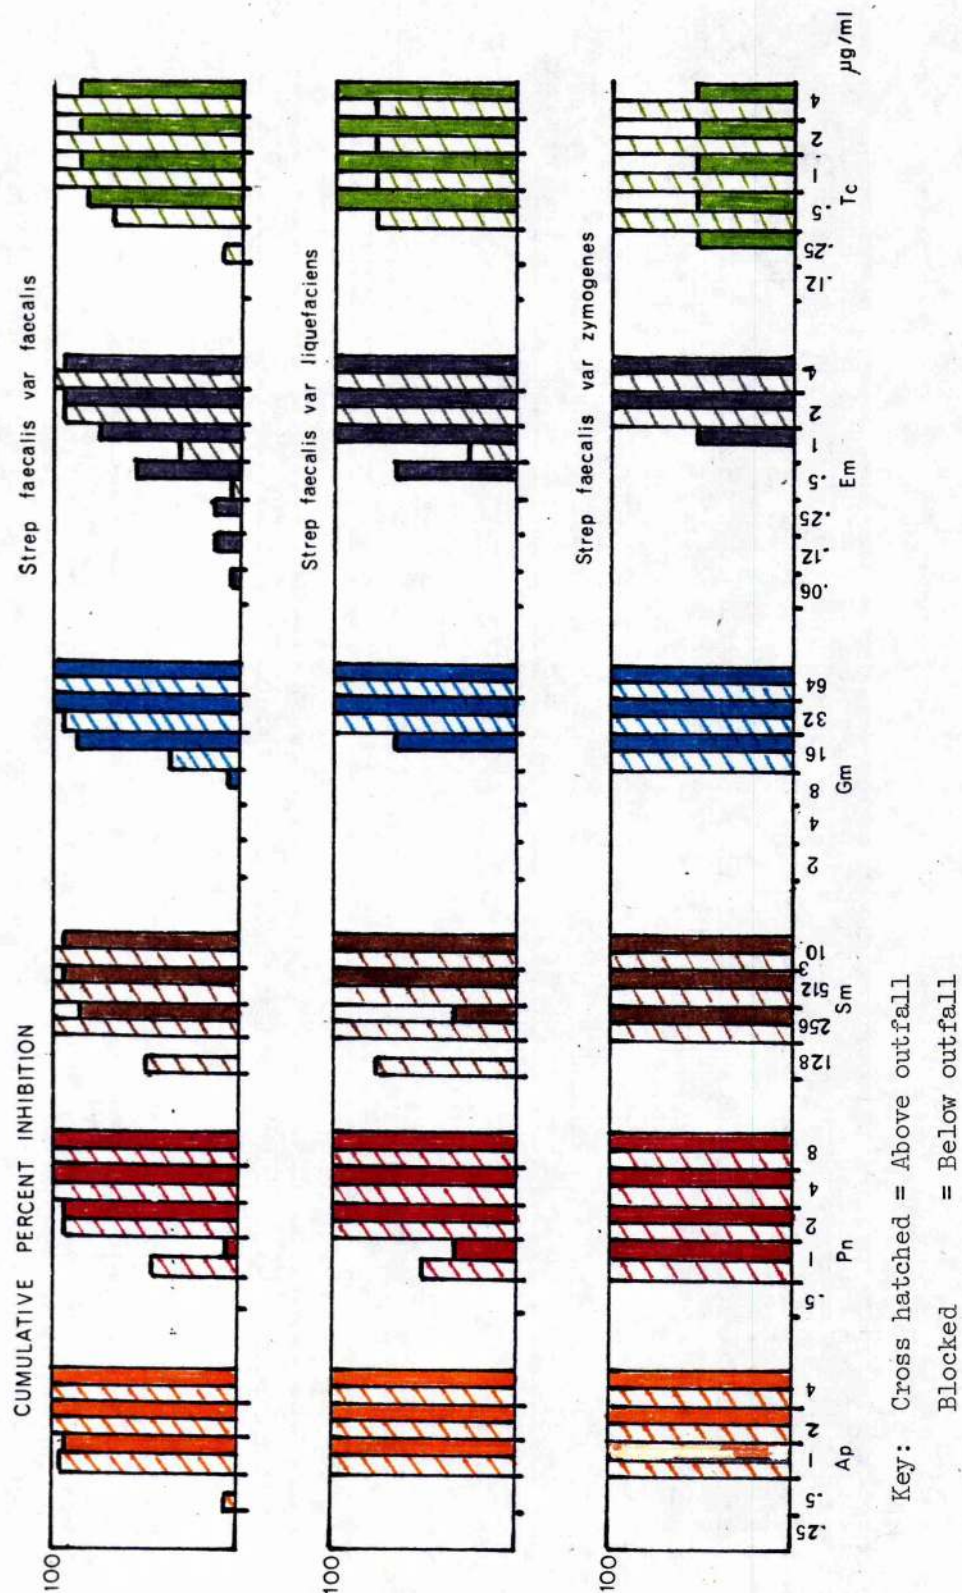 CUMULATIVE PERCENT INHIBITION
Strep faecalis var faecalis
100
Strep faecalis var liquefaciens
100
Strep faecalis var zymogenes
100
.25 .5 1 2 4
.5 1 2 4 8
128 256 512 10 3
2 4 8 16 32 64
.06 .12 .25 .5 1 2 4
.12 .25 .5 1 2 4
µg/ml
Ap Pn Sm Gm Em Tc
Key: Cross hatched = Above outfall
Blocked = Below outfall